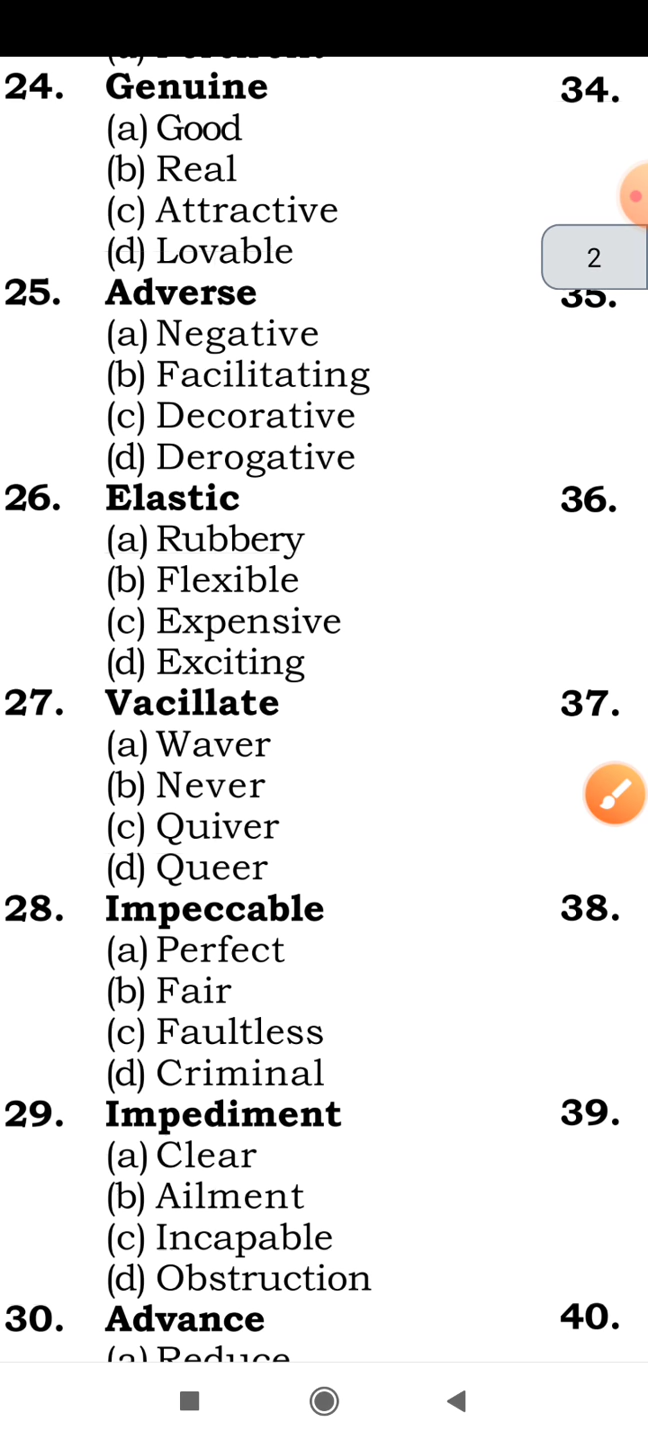 24. Genuine
(a) Good
(b) Real
(c) Attractive
(d) Lovable
25. Adverse
(a) Negative
(b) Facilitating
(c) Decorative
(d) Derogative
26. Elastic
(a) Rubbery
(b) Flexible
(c) Expensive
(d) Exciting
27. Vacillate
(a) Waver
(b) Never
(c) Quiver
(d) Queer
28. Impeccable
(a) Perfect
(b) Fair
(c) Faultless
(d) Criminal
29. Impediment
(a) Clear
(b) Ailment
(c) Incapable
(d) Obstruction
30. Advance
(a) Reduce
34.
2
35.
36.
37.
38.
39.
40.